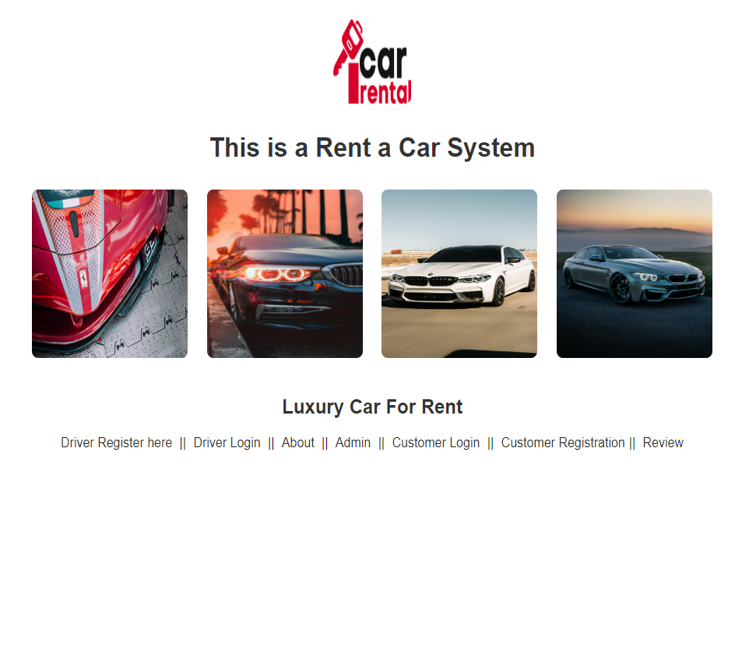 car
rental
This is a Rent a Car System
Luxury Car For Rent
Driver Register here || Driver Login || About || Admin || Customer Login || Customer Registration || Review